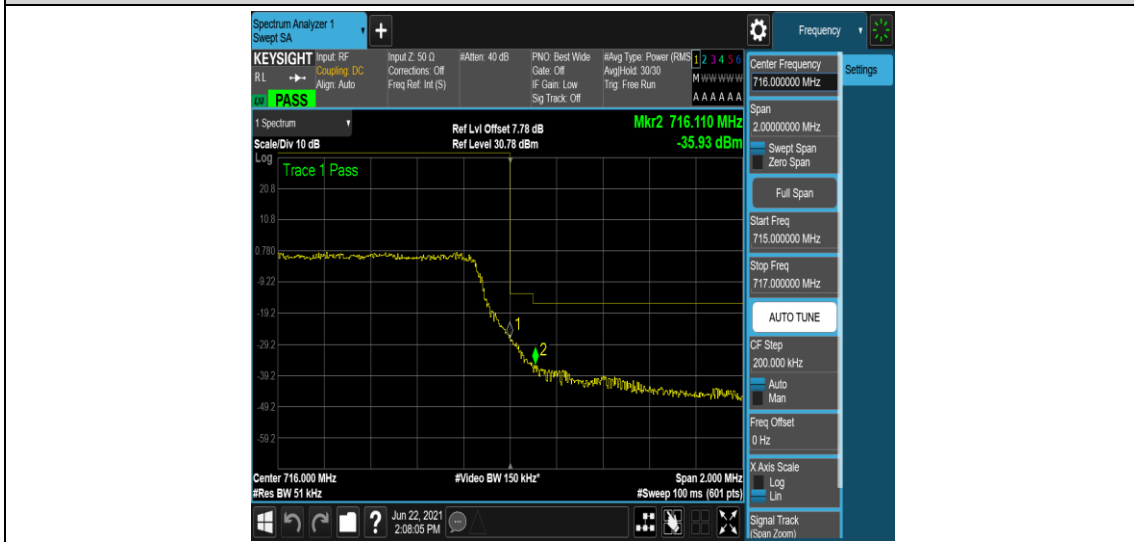 Spectrum Analyzer 1
Swept SA
+
Frequency
KEYSIGHT
Input: RF
Coupling: DC
Align: Auto
Input Z: 50 Ω
Corrections: Off
Freq Ref: Int (S)
#Atten: 40 dB
PNO: Best Wide
Gate: Off
IF Gain: Low
Sig Track: Off
#Avg Type: Power (RMS
Avg|Hold: 30/30
Trig: Free Run
1 2 3 4 5 6
M W W W W W
A A A A A A
R L
PASS
1 Spectrum
Scale/Div 10 dB
Ref Lvl Offset 7.78 dB
Ref Level 30.78 dBm
Mkr2 716.110 MHz
-35.93 dBm
Log
Trace 1 Pass
20.8
10.8
0.780
-9.22
-19.2
-29.2
-39.2
-49.2
-59.2
1
2
Center 716.000 MHz
#Res BW 51 kHz
#Video BW 150 kHz*
Span 2.000 MHz
#Sweep 100 ms (601 pts)
?
Jun 22, 2021
2:08:05 PM
Center Frequency
716.000000 MHz
Span
2.00000000 MHz
Swept Span
Zero Span
Full Span
Start Freq
715.000000 MHz
Stop Freq
717.000000 MHz
AUTO TUNE
CF Step
200.000 kHz
Auto
Man
Freq Offset
0 Hz
X Axis Scale
Log
Lin
Signal Track
(Span Zoom)
Settings